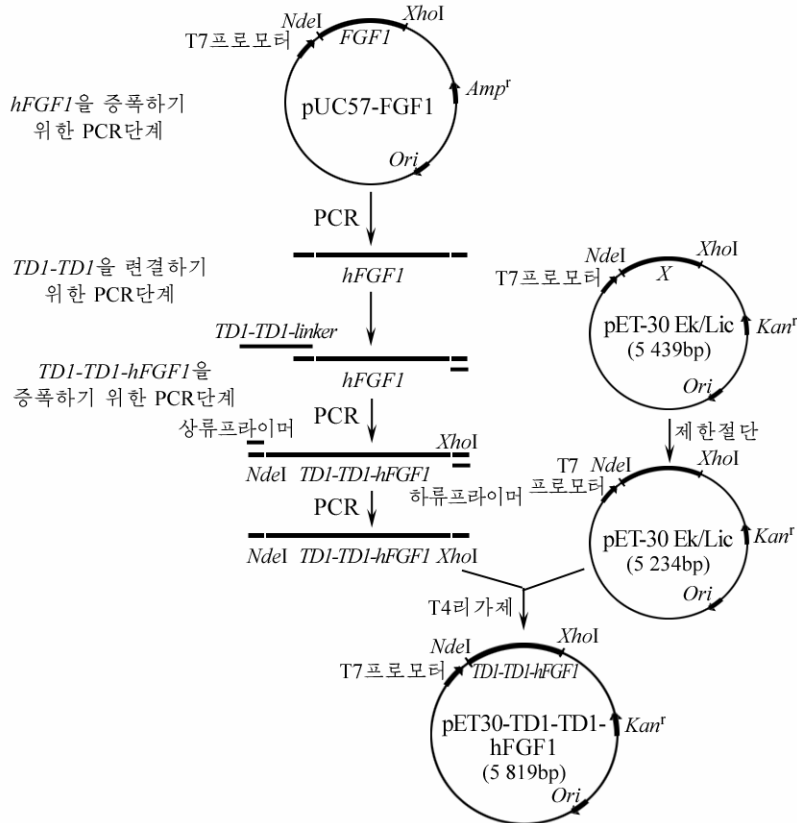 NdeI
XhoI
T7프로모터
FGF1
Ampʳ
pUC57-FGF1
Ori
hFGF1을 증폭하기
위한 PCR단계
PCR
hFGF1
TD1-TD1을 련결하기
위한 PCR단계
TD1-TD1-linker
hFGF1
TD1-TD1-hFGF1을
증폭하기 위한 PCR단계
PCR
상류프라이머
XhoI
NdeI TD1-TD1-hFGF1
하류프라이머
PCR
NdeI TD1-TD1-hFGF1 XhoI
NdeI
XhoI
T7프로모터
X
pET-30 Ek/Lic
(5 439bp)
Kanʳ
Ori
제한절단
T7
프로모터
NdeI
XhoI
pET-30 Ek/Lic
(5 234bp)
Kanʳ
Ori
T4리가제
NdeI
XhoI
T7프로모터
TD1-TD1-hFGF1
pET30-TD1-TD1-
hFGF1
(5 819bp)
Kanʳ
Ori